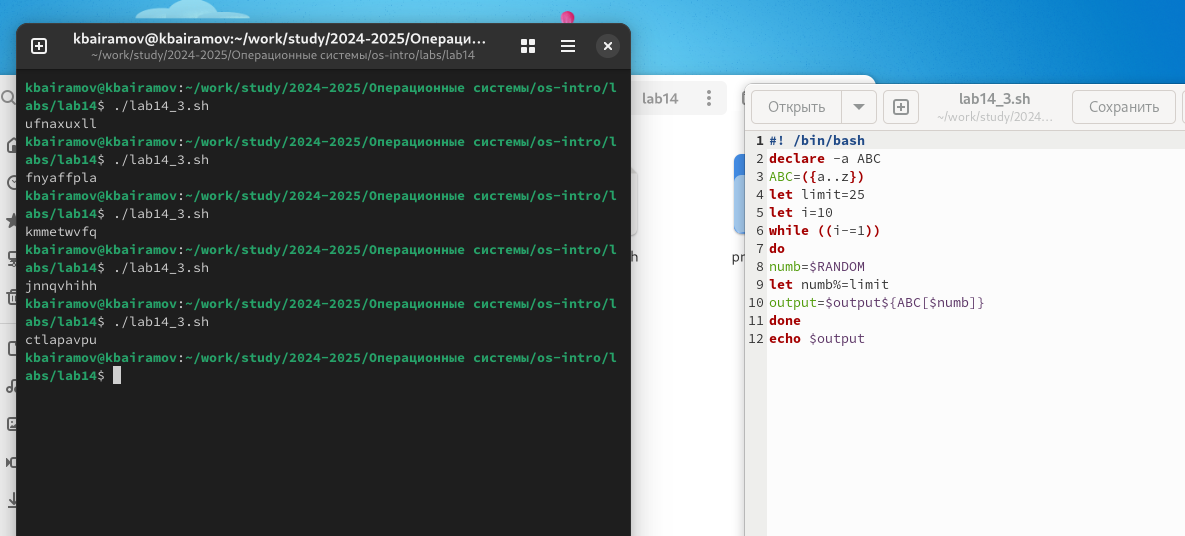 kbairamov@kbairamov:~/work/study/2024-2025/Операци...
~/work/study/2024-2025/Операционные системы/os-intro/labs/lab14
kbairamov@kbairamov:~/work/study/2024-2025/Операционные системы/os-intro/l
abs/lab14$ ./lab14_3.sh
ufnaxuxll
kbairamov@kbairamov:~/work/study/2024-2025/Операционные системы/os-intro/l
abs/lab14$ ./lab14_3.sh
fnyaffpla
kbairamov@kbairamov:~/work/study/2024-2025/Операционные системы/os-intro/l
abs/lab14$ ./lab14_3.sh
kmmetwvfq
kbairamov@kbairamov:~/work/study/2024-2025/Операционные системы/os-intro/l
abs/lab14$ ./lab14_3.sh
jnnqvhihh
kbairamov@kbairamov:~/work/study/2024-2025/Операционные системы/os-intro/l
abs/lab14$ ./lab14_3.sh
ctlapavpu
kbairamov@kbairamov:~/work/study/2024-2025/Операционные системы/os-intro/l
abs/lab14$
lab14
Открыть
lab14_3.sh
~/work/study/2024...
Сохранить
1 #! /bin/bash
2 declare -a ABC
3 ABC=({a..z})
4 let limit=25
5 let i=10
6 while ((i-=1))
7 do
8 numb=$RANDOM
9 let numb%=limit
10 output=$output${ABC[$numb]}
11 done
12 echo $output